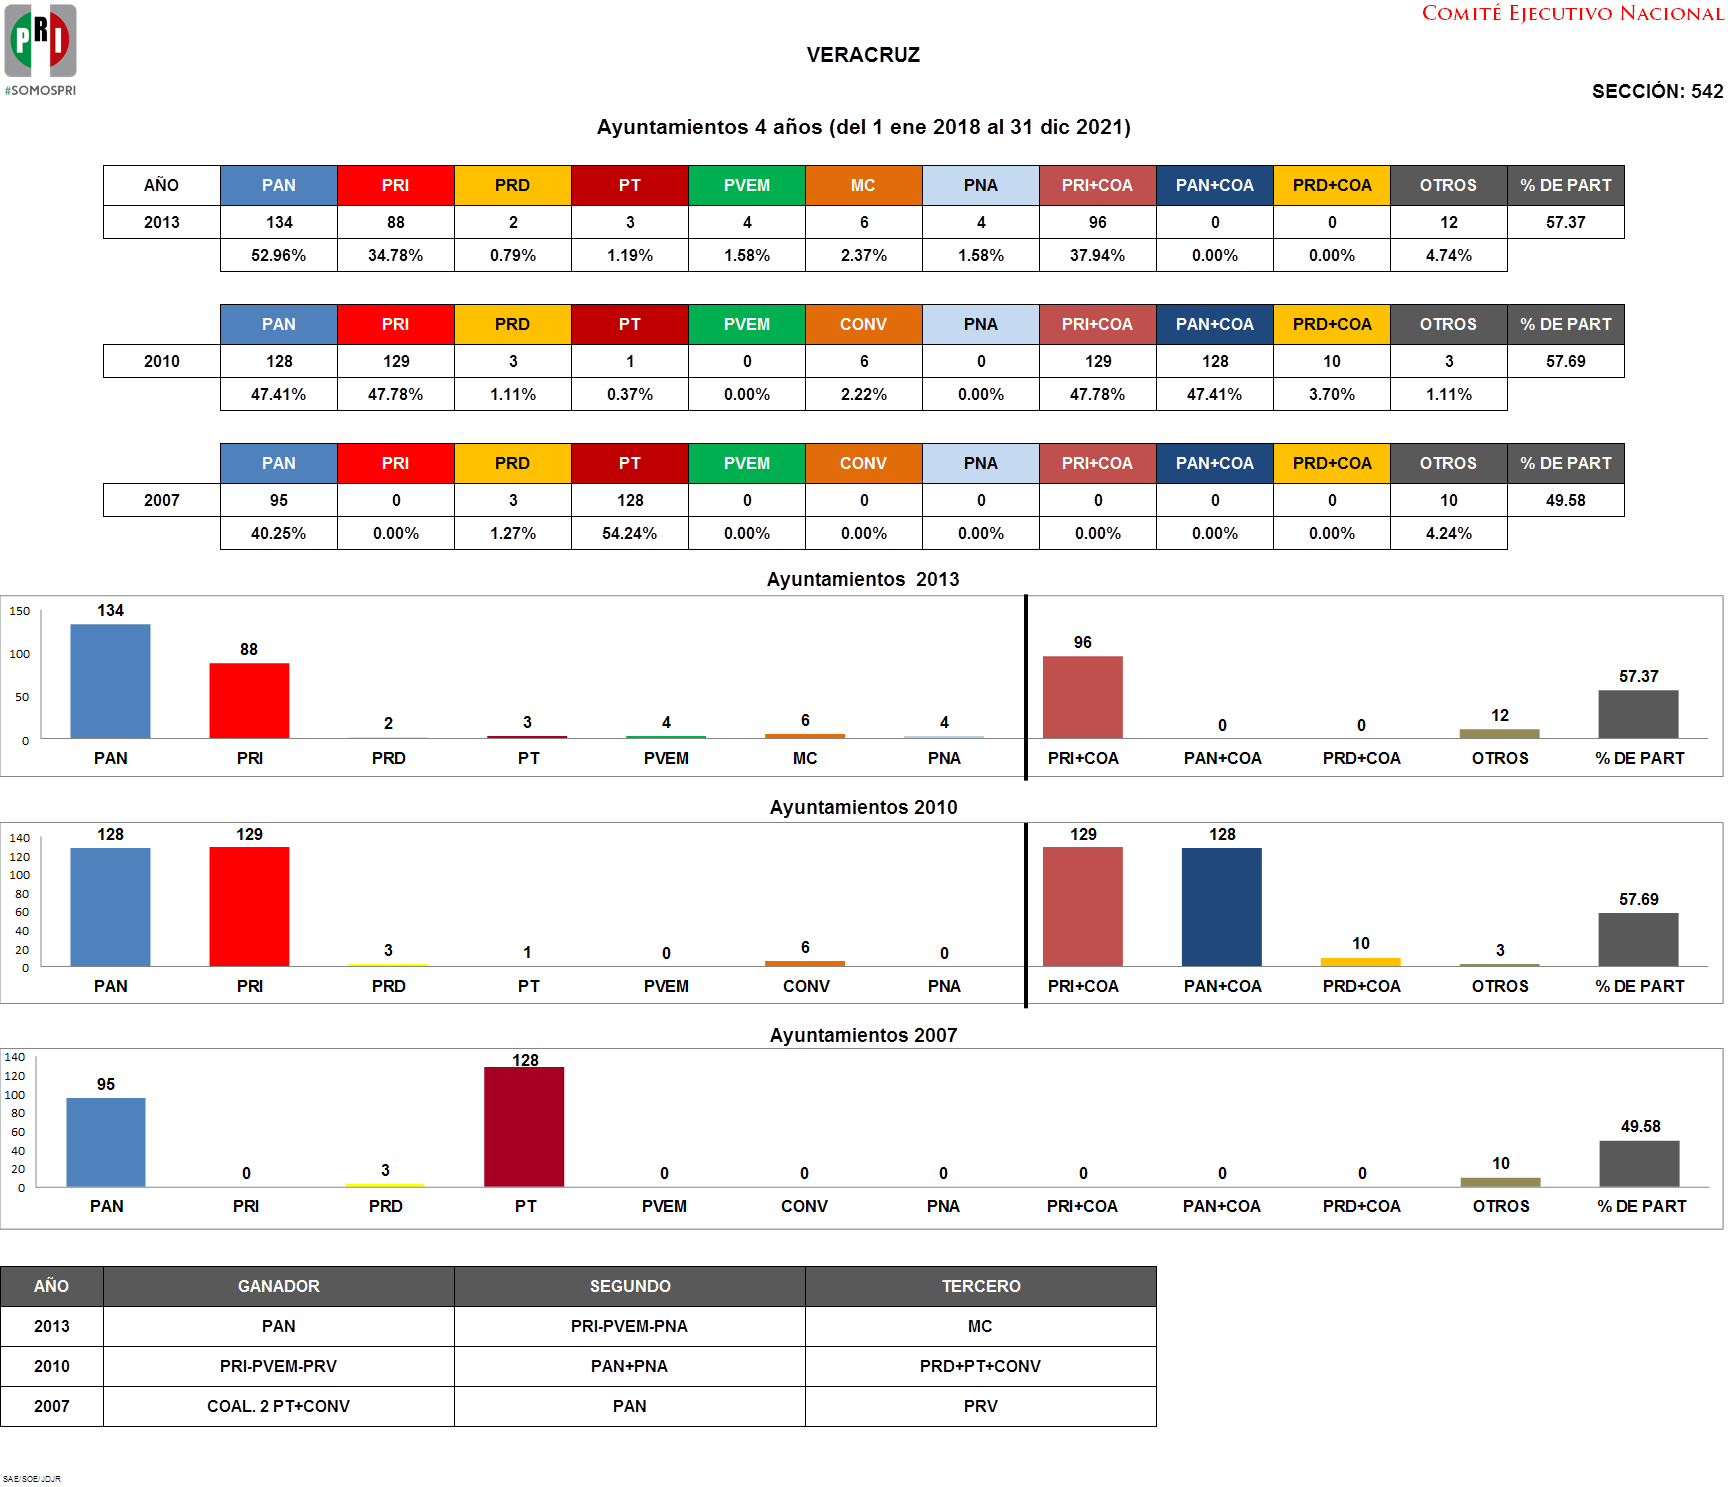 PRI
#SOMOSPRI
COMITÉ EJECUTIVO NACIONAL
VERACRUZ
SECCIÓN: 542
Ayuntamientos 4 años (del 1 ene 2018 al 31 dic 2021)
AÑO PAN PRI PRD PT PVEM MC PNA PRI+COA PAN+COA PRD+COA OTROS % DE PART
2013 134 88 2 3 4 6 4 96 0 0 12 57.37
52.96% 34.78% 0.79% 1.19% 1.58% 2.37% 1.58% 37.94% 0.00% 0.00% 4.74%
PAN PRI PRD PT PVEM CONV PNA PRI+COA PAN+COA PRD+COA OTROS % DE PART
2010 128 129 3 1 0 6 0 129 128 10 3 57.69
47.41% 47.78% 1.11% 0.37% 0.00% 2.22% 0.00% 47.78% 47.41% 3.70% 1.11%
PAN PRI PRD PT PVEM CONV PNA PRI+COA PAN+COA PRD+COA OTROS % DE PART
2007 95 0 3 128 0 0 0 0 0 0 10 49.58
40.25% 0.00% 1.27% 54.24% 0.00% 0.00% 0.00% 0.00% 0.00% 0.00% 4.24%
Ayuntamientos 2013
150
100
50
0
134 88 2 3 4 6 4 96 0 0 12 57.37
PAN PRI PRD PT PVEM MC PNA PRI+COA PAN+COA PRD+COA OTROS % DE PART
Ayuntamientos 2010
140
120
100
80
60
40
20
0
128 129 3 1 0 6 0 129 128 10 3 57.69
PAN PRI PRD PT PVEM CONV PNA PRI+COA PAN+COA PRD+COA OTROS % DE PART
Ayuntamientos 2007
140
120
100
80
60
40
20
0
95 0 3 128 0 0 0 0 0 0 10 49.58
PAN PRI PRD PT PVEM CONV PNA PRI+COA PAN+COA PRD+COA OTROS % DE PART
AÑO GANADOR SEGUNDO TERCERO
2013 PAN PRI-PVEM-PNA MC
2010 PRI-PVEM-PRV PAN+PNA PRD+PT+CONV
2007 COAL. 2 PT+CONV PAN PRV
SAE/SOE/JDJR